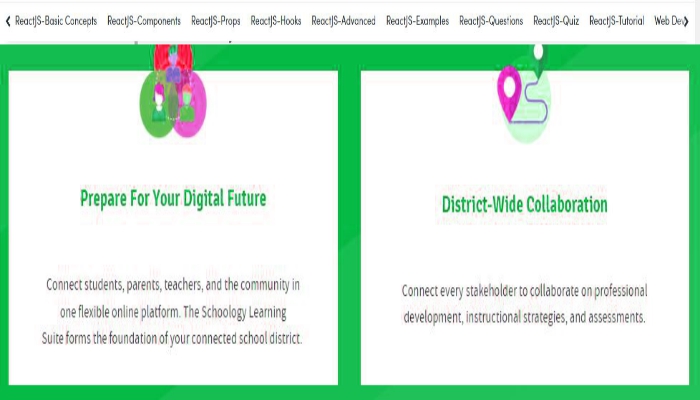 ReactJS-Basic Concepts ReactJS-Components ReactJS-Props ReactJS-Hooks ReactJS-Advanced ReactJS-Examples ReactJS-Questions ReactJS-Quiz ReactJS-Tutorial Web Dev
Prepare For Your Digital Future
Connect students, parents, teachers, and the community in
one flexible online platform. The Schoology Learning
Suite forms the foundation of your connected school district.
District-Wide Collaboration
Connect every stakeholder to collaborate on professional
development, instructional strategies, and assessments.